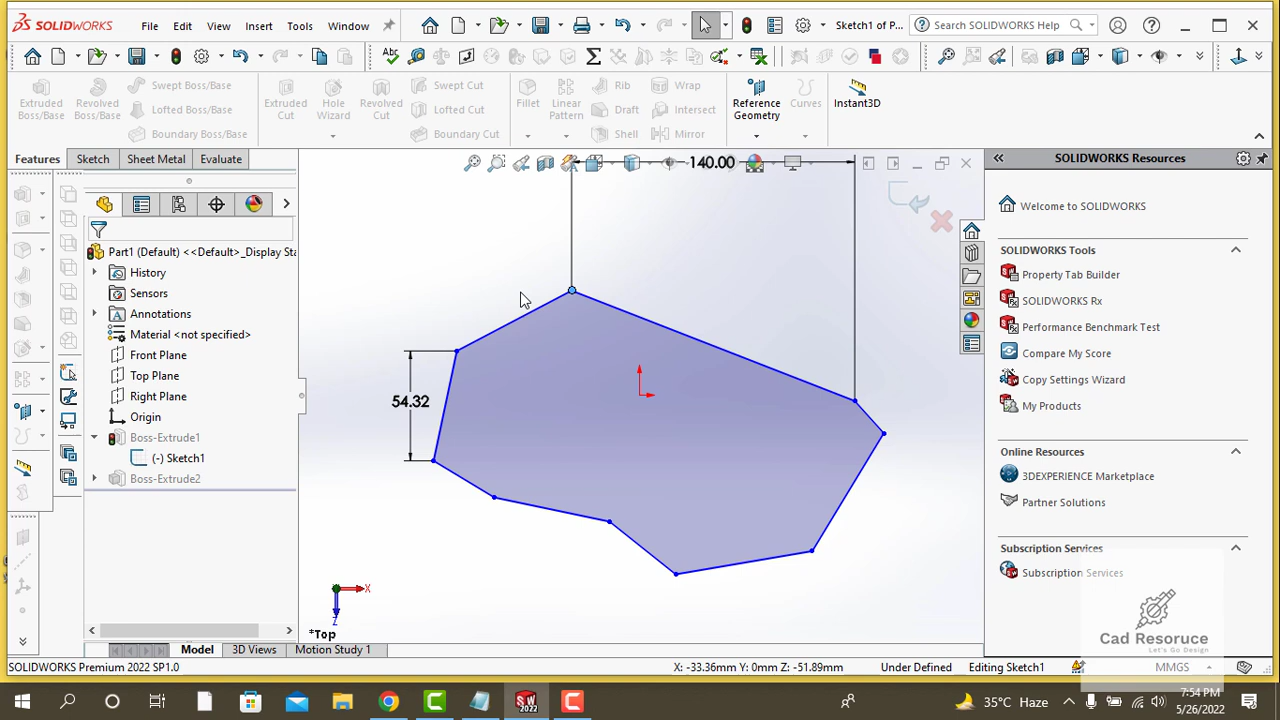 SOLIDWORKS File Edit View Insert Tools Window Sketch1 of P... Search SOLIDWORKS Help
Extruded Boss/Base
Revolved Boss/Base
Swept Boss/Base
Lofted Boss/Base
Boundary Boss/Base
Extruded Cut
Hole Wizard
Revolved Cut
Swept Cut
Lofted Cut
Boundary Cut
Fillet
Linear Pattern
Rib
Draft
Shell
Wrap
Intersect
Mirror
Reference Geometry
Curves
Instant3D
Features Sketch Sheet Metal Evaluate
Part1 (Default) <<Default>_Display Sta
History
Sensors
Annotations
Material <not specified>
Front Plane
Top Plane
Right Plane
Origin
Boss-Extrude1
(-) Sketch1
Boss-Extrude2
140.00
54.32
X
Z
*Top
SOLIDWORKS Resources
Welcome to SOLIDWORKS
SOLIDWORKS Tools
Property Tab Builder
SOLIDWORKS Rx
Performance Benchmark Test
Compare My Score
Copy Settings Wizard
My Products
Online Resources
3DEXPERIENCE Marketplace
Partner Solutions
Subscription Services
Subscription Services
Cad Resoruce
Let's Go Design
Model 3D Views Motion Study 1
SOLIDWORKS Premium 2022 SP1.0 X: -33.36mm Y: 0mm Z: -51.89mm Under Defined Editing Sketch1 MMGS
SW
2022
35°C Haze
7:54 PM
5/26/2022